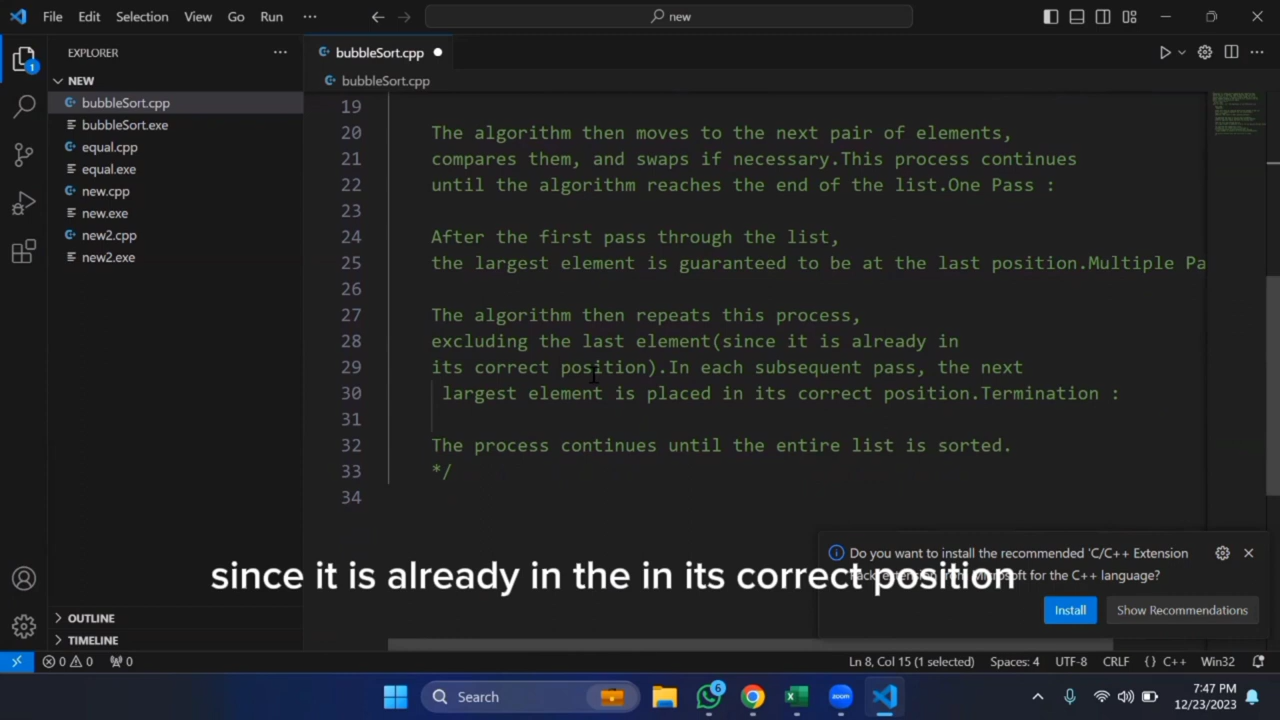 File Edit Selection View Go Run ··· new
EXPLORER ···
NEW
bubbleSort.cpp
bubbleSort.exe
equal.cpp
equal.exe
new.cpp
new.exe
new2.cpp
new2.exe
OUTLINE
TIMELINE
1
bubbleSort.cpp
bubbleSort.cpp
19
20 The algorithm then moves to the next pair of elements,
21 compares them, and swaps if necessary.This process continues
22 until the algorithm reaches the end of the list.One Pass :
23
24 After the first pass through the list,
25 the largest element is guaranteed to be at the last position.Multiple Pa
26
27 The algorithm then repeats this process,
28 excluding the last element(since it is already in
29 its correct position).In each subsequent pass, the next
30 largest element is placed in its correct position.Termination :
31
32 The process continues until the entire list is sorted.
33 */
34
Do you want to install the recommended 'C/C++ Extension
Pack' extension from Microsoft for the C++ language?
Install Show Recommendations
since it is already in the in its correct position
0 0 0 Ln 8, Col 15 (1 selected) Spaces: 4 UTF-8 CRLF {} C++ Win32
Search 6 zoom 7:47 PM
12/23/2023